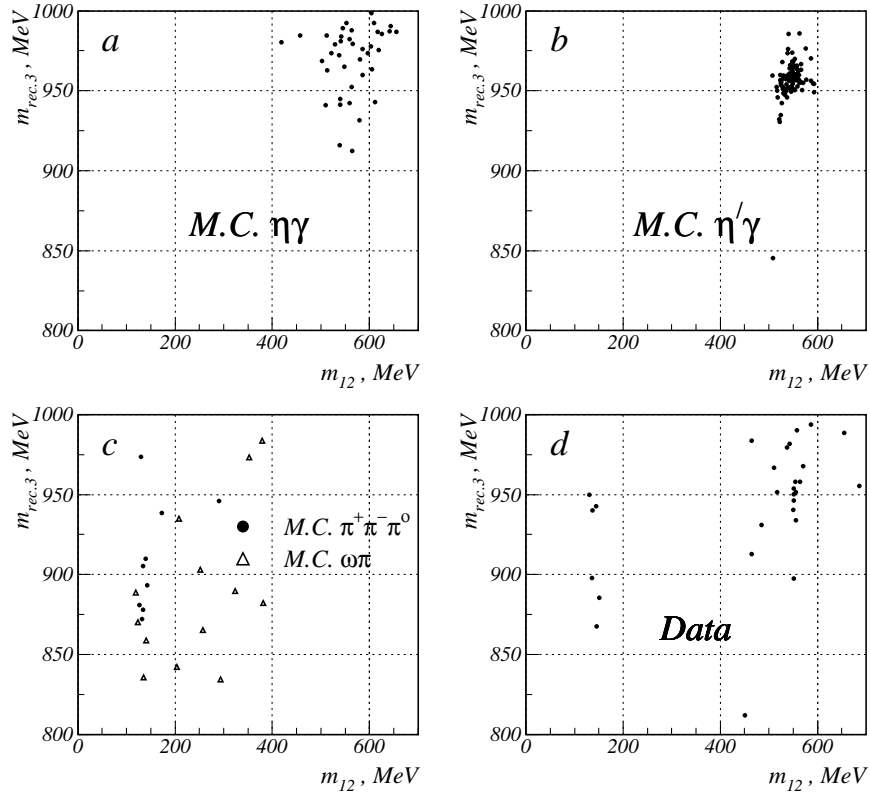 a
m_rec.3 , MeV
1000
950
900
850
800
M.C. ηγ
0 200 400 600
m_12 , MeV
b
m_rec.3 , MeV
1000
950
900
850
800
M.C. η′γ
0 200 400 600
m_12 , MeV
c
m_rec.3 , MeV
1000
950
900
850
800
M.C. π⁺π⁻π⁰
M.C. ωπ
0 200 400 600
m_12 , MeV
d
m_rec.3 , MeV
1000
950
900
850
800
Data
0 200 400 600
m_12 , MeV